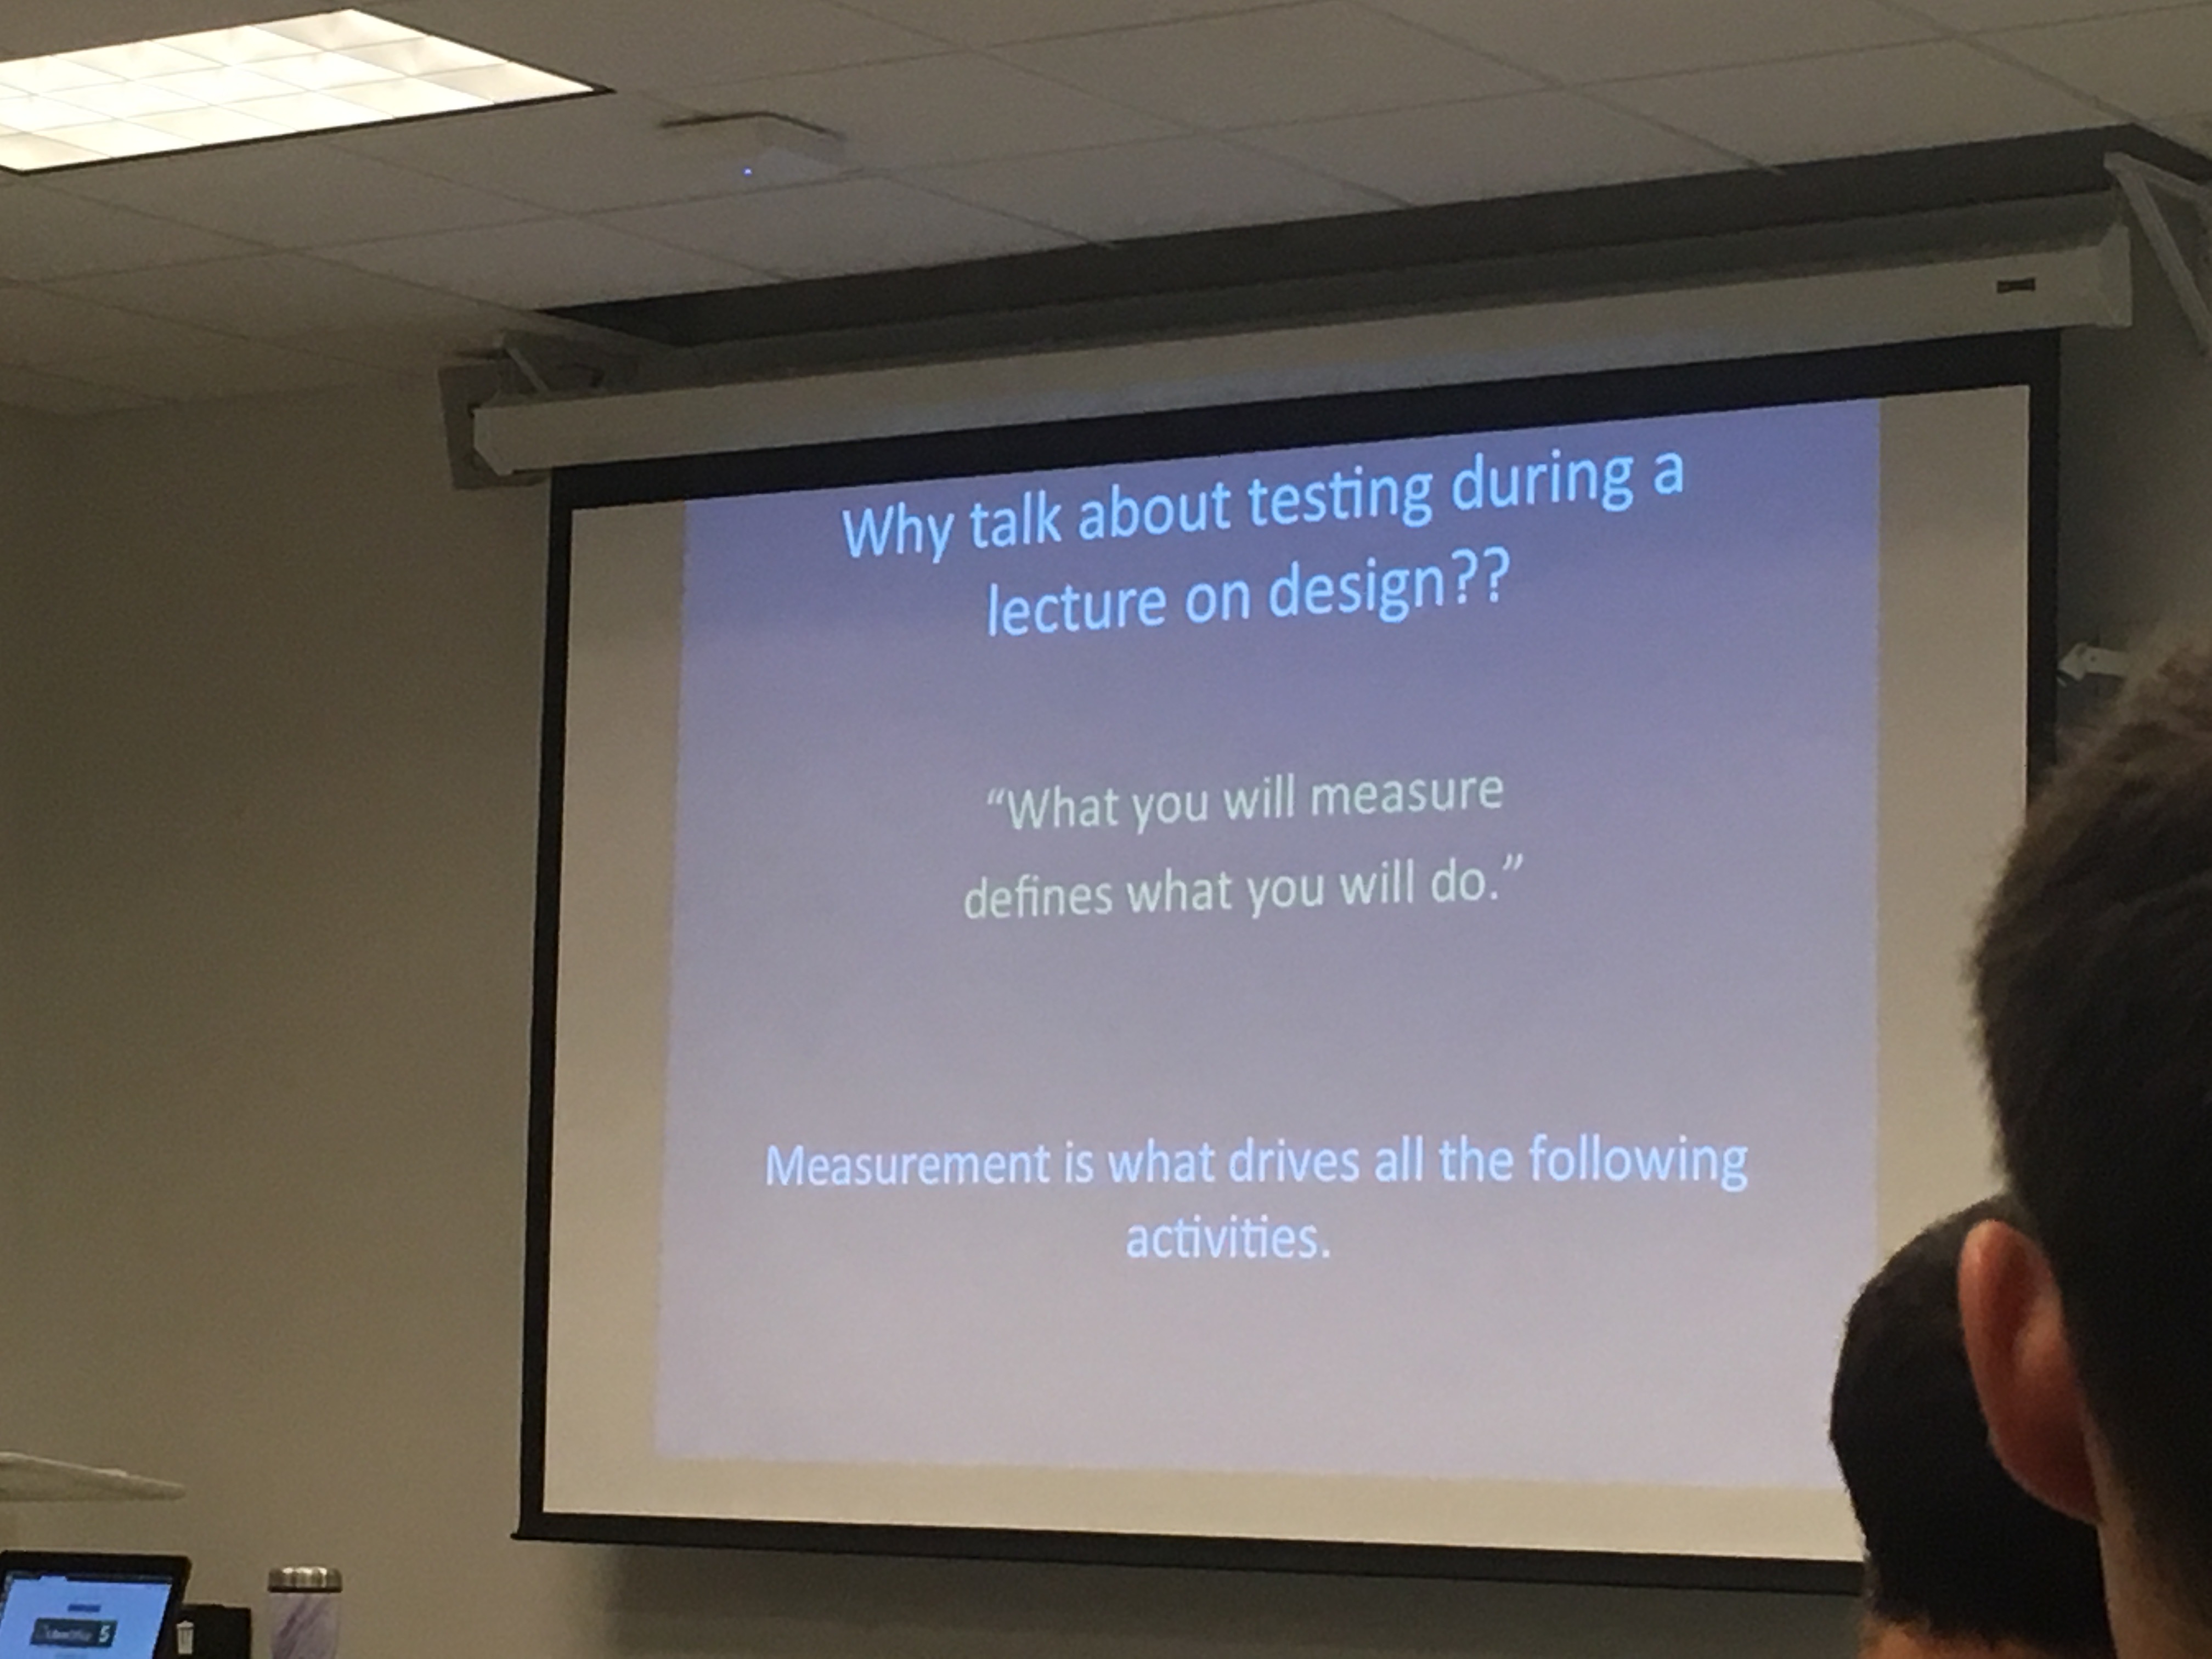 Why talk about testing during a
lecture on design??
“What you will measure
defines what you will do.”
Measurement is what drives all the following
activities.
5